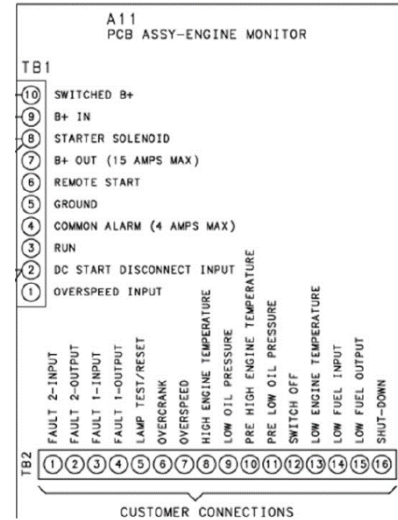 A11
PCB ASSY-ENGINE MONITOR
TB1
10 SWITCHED B+
9 B+ IN
8 STARTER SOLENOID
7 B+ OUT (15 AMPS MAX)
6 REMOTE START
5 GROUND
4 COMMON ALARM (4 AMPS MAX)
3 RUN
2 DC START DISCONNECT INPUT
1 OVERSPEED INPUT
FAULT 2-INPUT
FAULT 2-OUTPUT
FAULT 1-INPUT
FAULT 1-OUTPUT
LAMP TEST/RESET
OVERCRANK
OVERSPEED
HIGH ENGINE TEMPERATURE
LOW OIL PRESSURE
PRE HIGH ENGINE TEMPERATURE
PRE LOW OIL PRESSURE
SWITCH OFF
LOW ENGINE TEMPERATURE
LOW FUEL INPUT
LOW FUEL OUTPUT
SHUT-DOWN
TB2
1 2 3 4 5 6 7 8 9 10 11 12 13 14 15 16
CUSTOMER CONNECTIONS